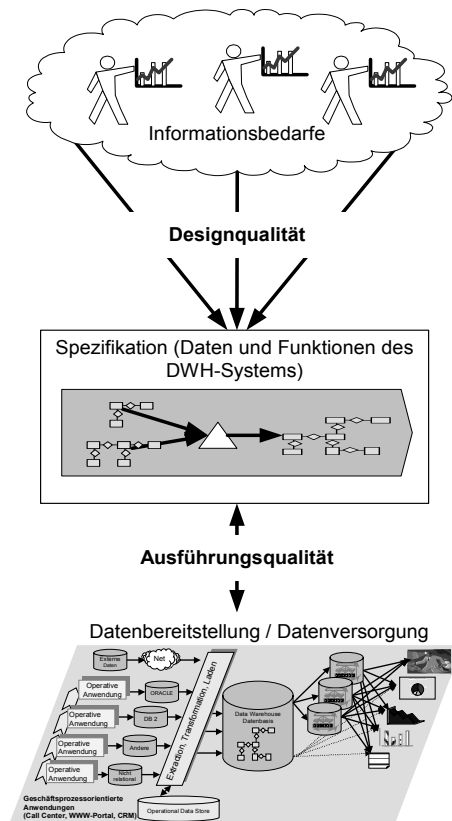 Informationsbedarfe
Designqualität
Spezifikation (Daten und Funktionen des
DWH-Systems)
Ausführungsqualität
Datenbereitstellung / Datenversorgung
Externe
Daten
Net
Operative
Anwendung
ORACLE
Operative
Anwendung
DB 2
Operative
Anwendung
Andere
Operative
Anwendung
Nicht
relational
Extraction, Transformation, Laden
Data Warehouse
Datenbasis
Operational Data Store
Geschäftsprozessorientierte
Anwendungen
(Call Center, WWW-Portal, CRM)